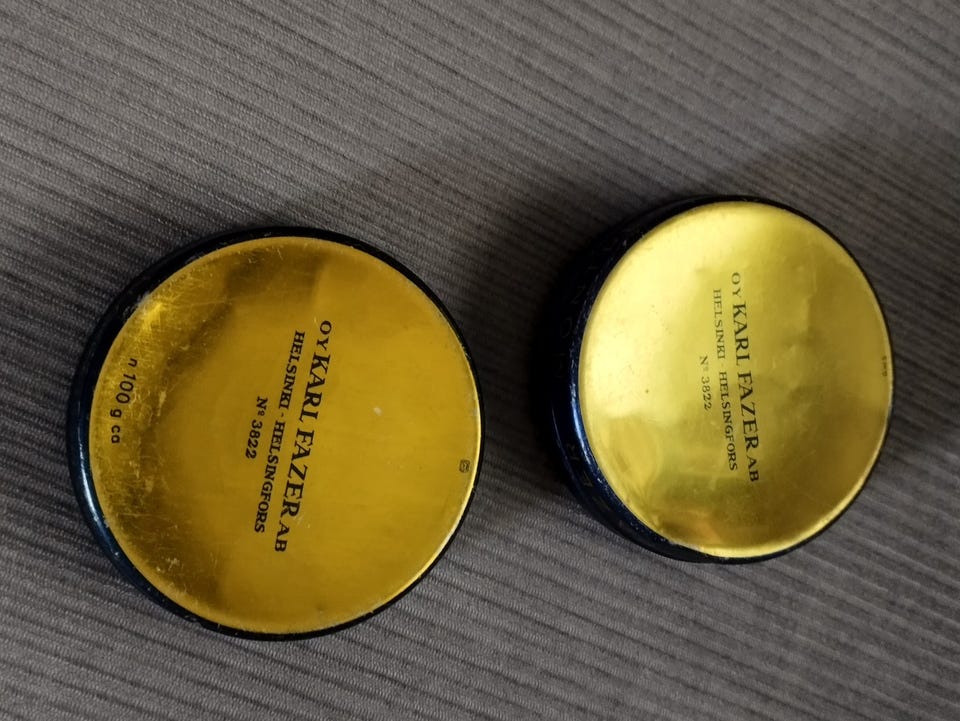 OY KARL FAZER AB
HELSINKI · HELSINGFORS
Nº 3822
n 100 g ca
OY KARL FAZER AB
HELSINKI HELSINGFORS
Nº 3822